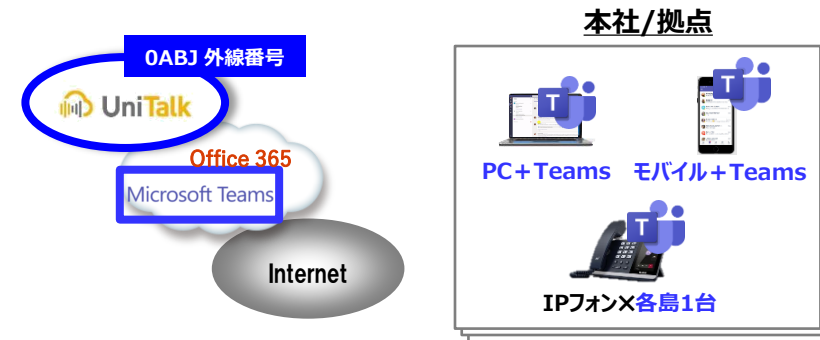 本社/拠点
0ABJ 外線番号
UniTalk
Office 365
Microsoft Teams
Internet
PC+Teams
モバイル+Teams
IPフォン×各島1台